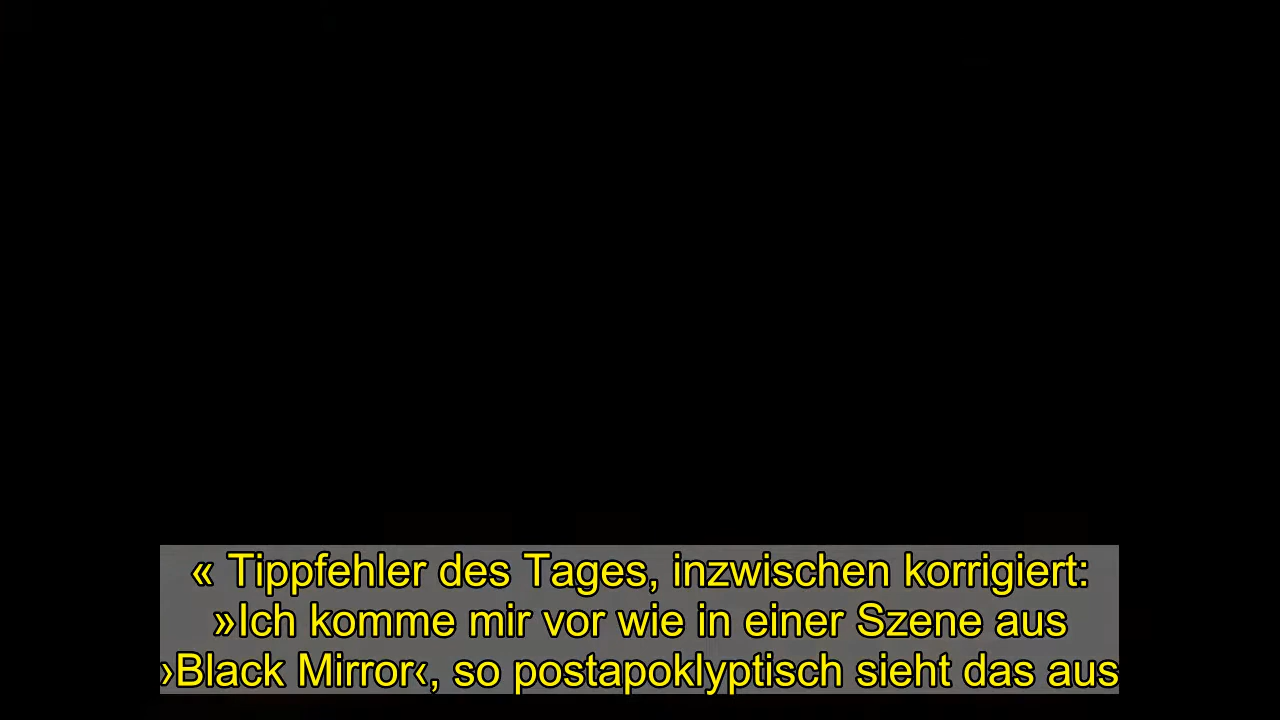 « Tippfehler des Tages, inzwischen korrigiert:
»Ich komme mir vor wie in einer Szene aus
›Black Mirror‹, so postapoklyptisch sieht das aus